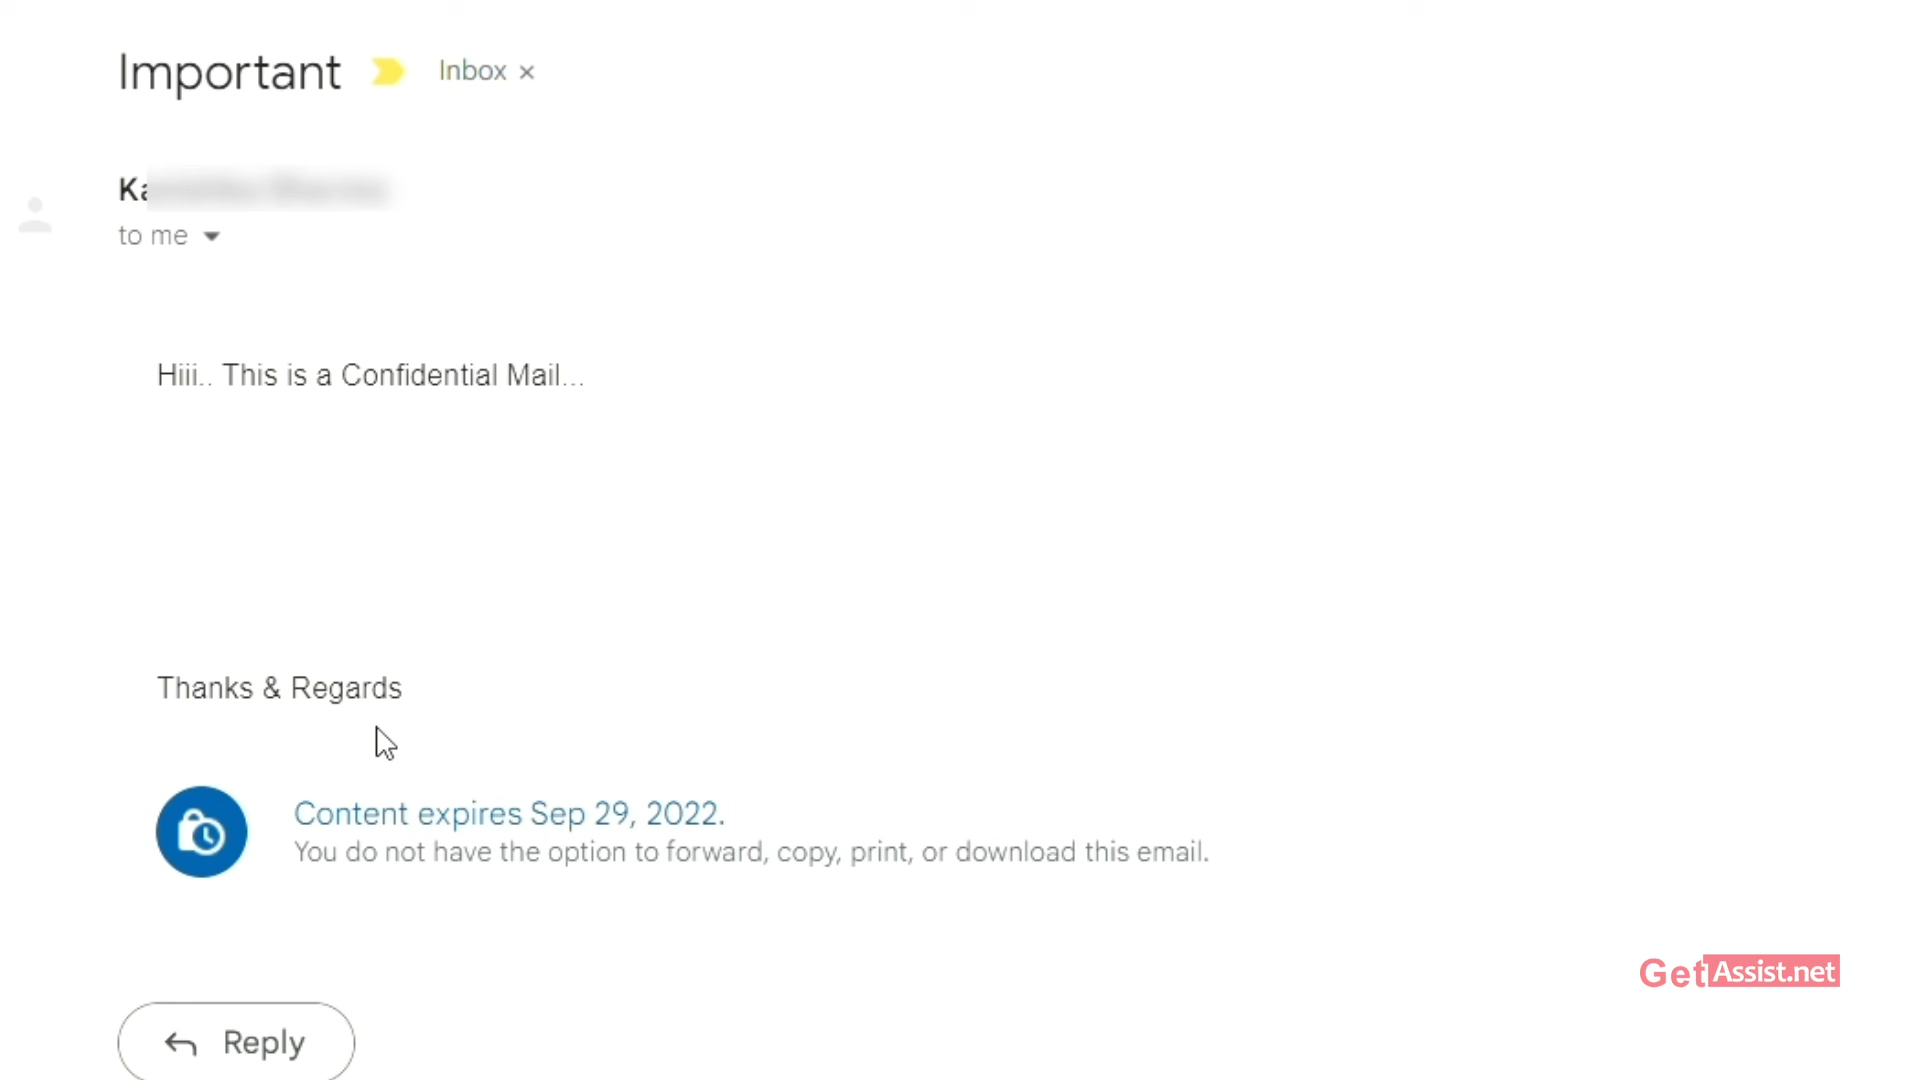 Important
Inbox ×
to me
Hiii.. This is a Confidential Mail...
Thanks & Regards
Content expires Sep 29, 2022.
You do not have the option to forward, copy, print, or download this email.
GetAssist.net
Reply